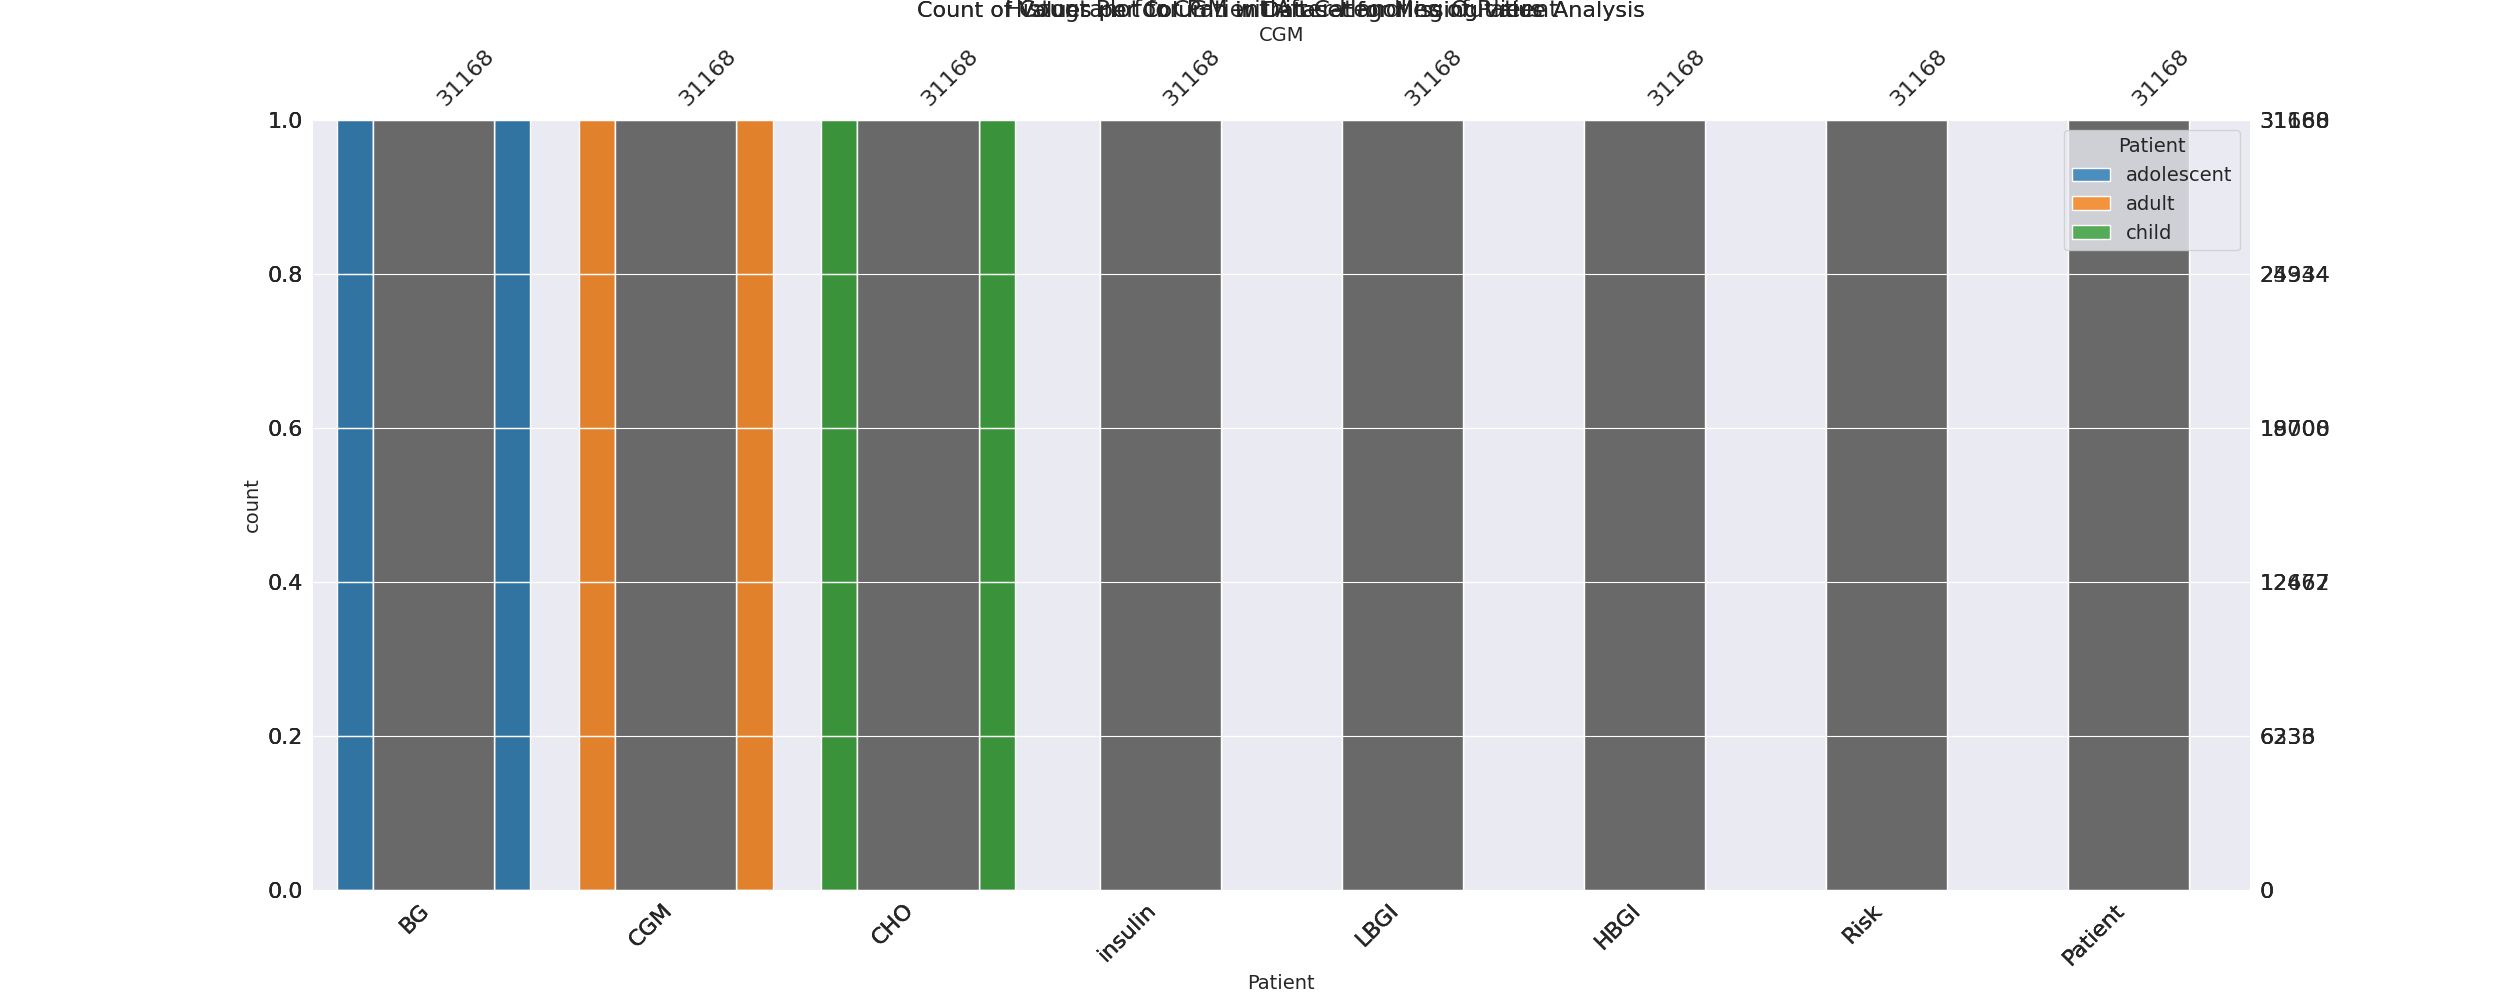 CGM
31168 31168 31168 31168 31168 31168 31168 31168
1.0
Patient
adolescent
adult
child
0.8
0.6
count
0.4
0.2
0.0 0
BG CGM CHO insulin LBGI HBGI Risk Patient
Patient